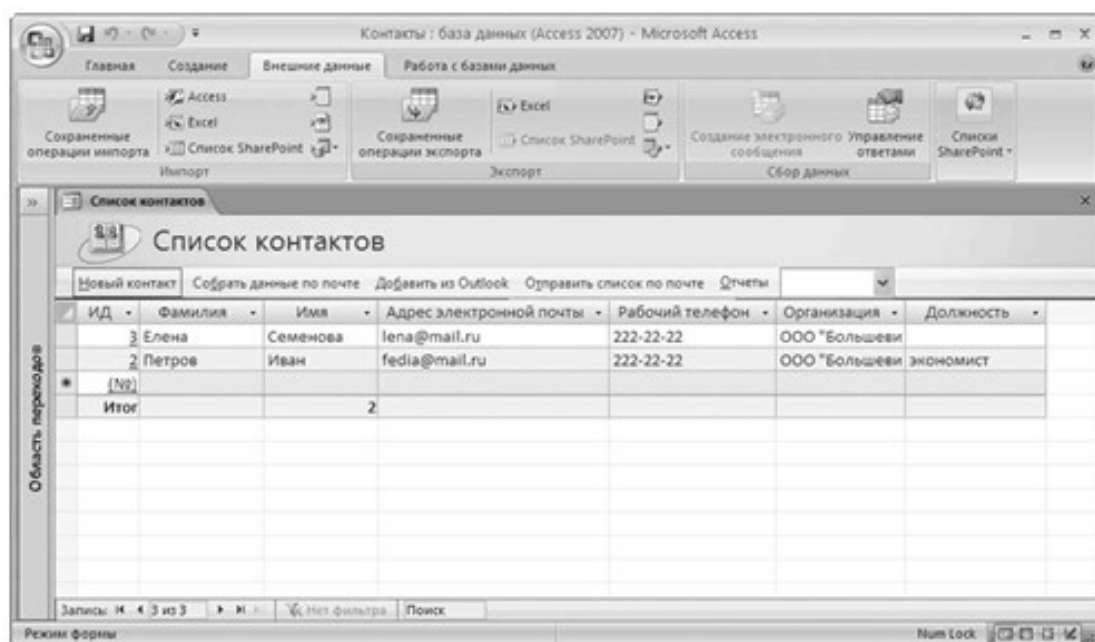 Контакты : база данных (Access 2007) - Microsoft Access
Главная Создание Внешние данные Работа с базами данных
Сохраненные операции импорта
Access
Excel
Список SharePoint
Импорт
Сохраненные операции экспорта
Excel
Список SharePoint
Экспорт
Создание электронного сообщения
Управление ответами
Сбор данных
Списки SharePoint
Список контактов
Список контактов
Новый контакт Собрать данные по почте Добавить из Outlook Отправить список по почте Отчеты
ИД Фамилия Имя Адрес электронной почты Рабочий телефон Организация Должность
3 Елена Семенова lena@mail.ru 222-22-22 ООО "Большеви
2 Петров Иван fedia@mail.ru 222-22-22 ООО "Большеви экономист
(№)
Итог 2
Область переходов
Запись: 3 из 3 Нет фильтра Поиск
Режим формы Num Lock